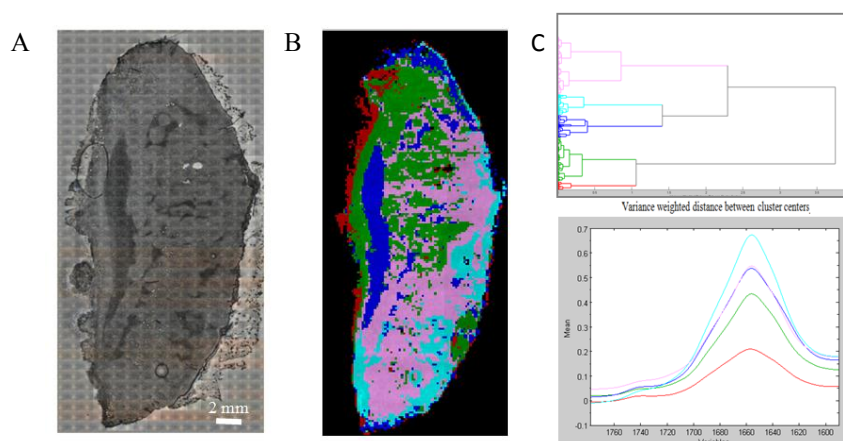 A
B
C
2 mm
Variance weighted distance between cluster centers
0.7
0.6
0.5
0.4
0.3
0.2
0.1
0
-0.1
Mean
1760 1740 1720 1700 1680 1660 1640 1620 1600